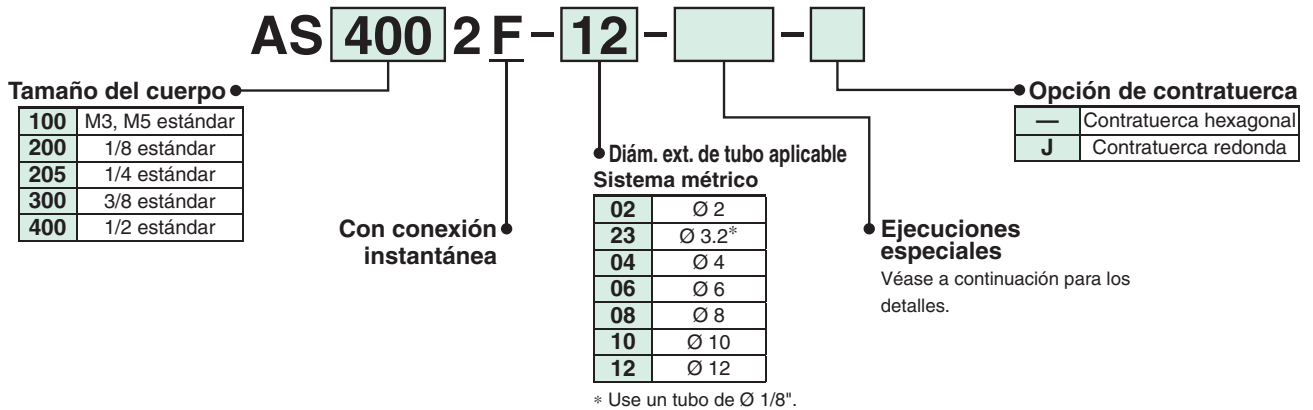 AS 400 2 F - 12 - -
Tamaño del cuerpo
100 M3, M5 estándar
200 1/8 estándar
205 1/4 estándar
300 3/8 estándar
400 1/2 estándar
Con conexión
instantánea
Diám. ext. de tubo aplicable
Sistema métrico
02 Ø 2
23 Ø 3.2*
04 Ø 4
06 Ø 6
08 Ø 8
10 Ø 10
12 Ø 12
* Use un tubo de Ø 1/8".
Ejecuciones
especiales
Véase a continuación para los
detalles.
Opción de contratuerca
— Contratuerca hexagonal
J Contratuerca redonda